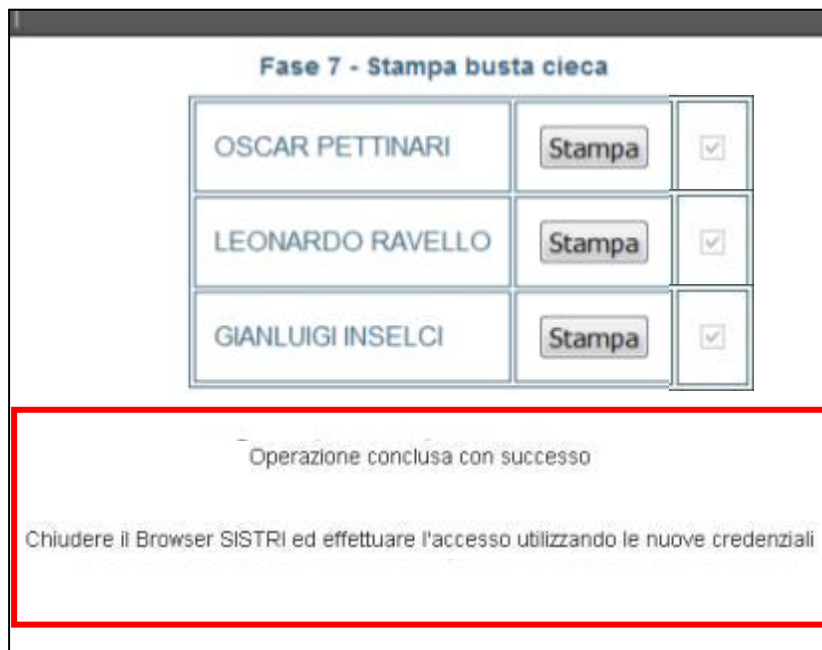 Fase 7 - Stampa busta cieca
OSCAR PETTINARI Stampa
LEONARDO RAVELLO Stampa
GIANLUIGI INSELCI Stampa
Operazione conclusa con successo
Chiudere il Browser SISTRI ed effettuare l'accesso utilizzando le nuove credenziali